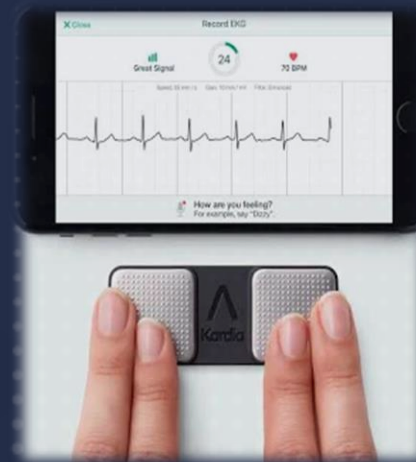 X Close
Record EKG
Great Signal
24
70 BPM
How are you feeling?
For example, say "Dizzy".
Kardia